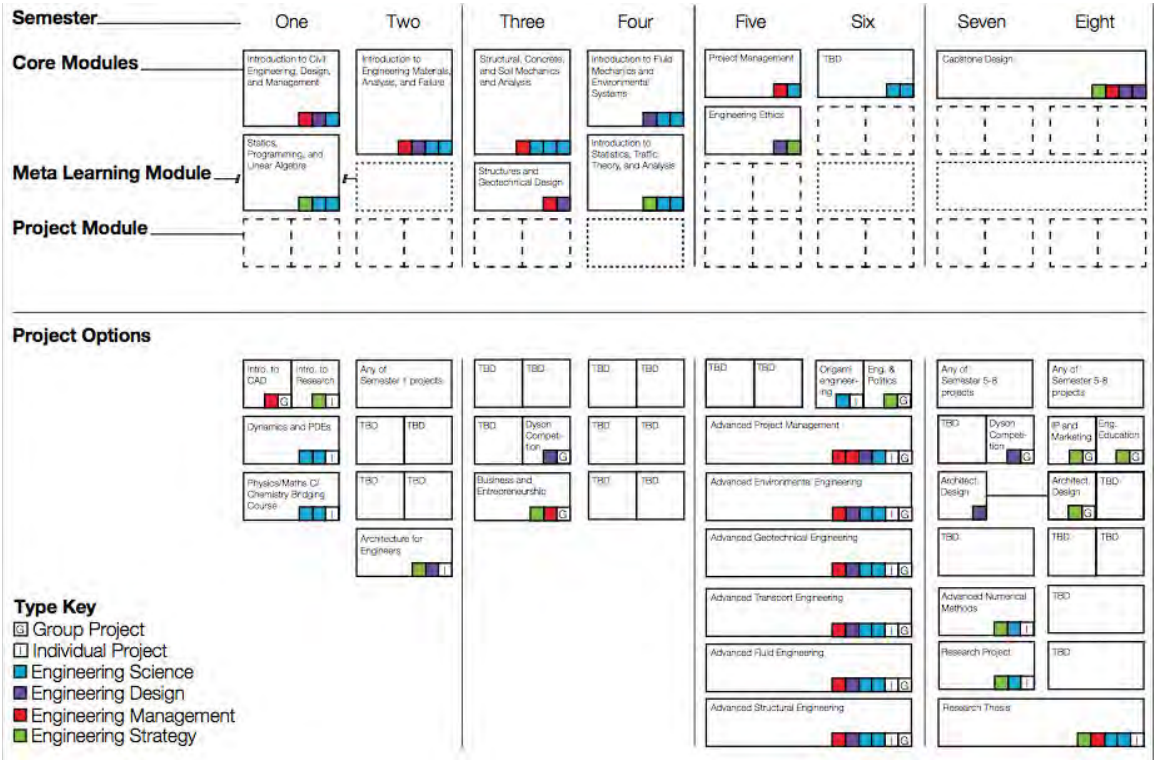 Semester
One
Two
Three
Four
Five
Six
Seven
Eight
Core Modules
Introduction to Civil
Engineering, Design,
and Management
Introduction to
Engineering Materials,
Analysis, and Failure
Structural, Concrete,
and Soil Mechanics
and Analysis
Introduction to Fluid
Mechanics and
Environmental
Systems
Project Management
TBD
Capstone Design
Engineering Ethics
Statics,
Programming, and
Linear Algebra
Introduction to
Statistics, Traffic
Theory, and Analysis
Meta Learning Module
Structures and
Geotechnical Design
Project Module
Project Options
Intro. to
CAD
G
Intro. to
Research
I
Any of
Semester 1 projects
TBD
TBD
TBD
TBD
TBD
TBD
Origami
engineer-
ing
I
Eng. &
Politics
G
Any of
Semester 5-8
projects
Any of
Semester 5-8
projects
Dynamics and PDEs
I
TBD
TBD
TBD
Dyson
Competi-
tion
G
TBD
TBD
Advanced Project Management
I G
TBD
Dyson
Competi-
tion
G
IP and
Marketing
G
Eng.
Education
G
Physics/Maths C/
Chemistry Bridging
Course
I
TBD
TBD
Business and
Entrepreneurship
G
TBD
TBD
Advanced Environmental Engineering
I G
Architect.
Design
Architect.
Design
G
TBD
Architecture for
Engineers
I
Advanced Geotechnical Engineering
I G
TBD
TBD
TBD
Advanced Transport Engineering
I G
Advanced Numerical
Methods
I
TBD
Advanced Fluid Engineering
I G
Research Project
I
TBD
Advanced Structural Engineering
I G
Research Thesis
I
Type Key
G Group Project
I Individual Project
Engineering Science
Engineering Design
Engineering Management
Engineering Strategy